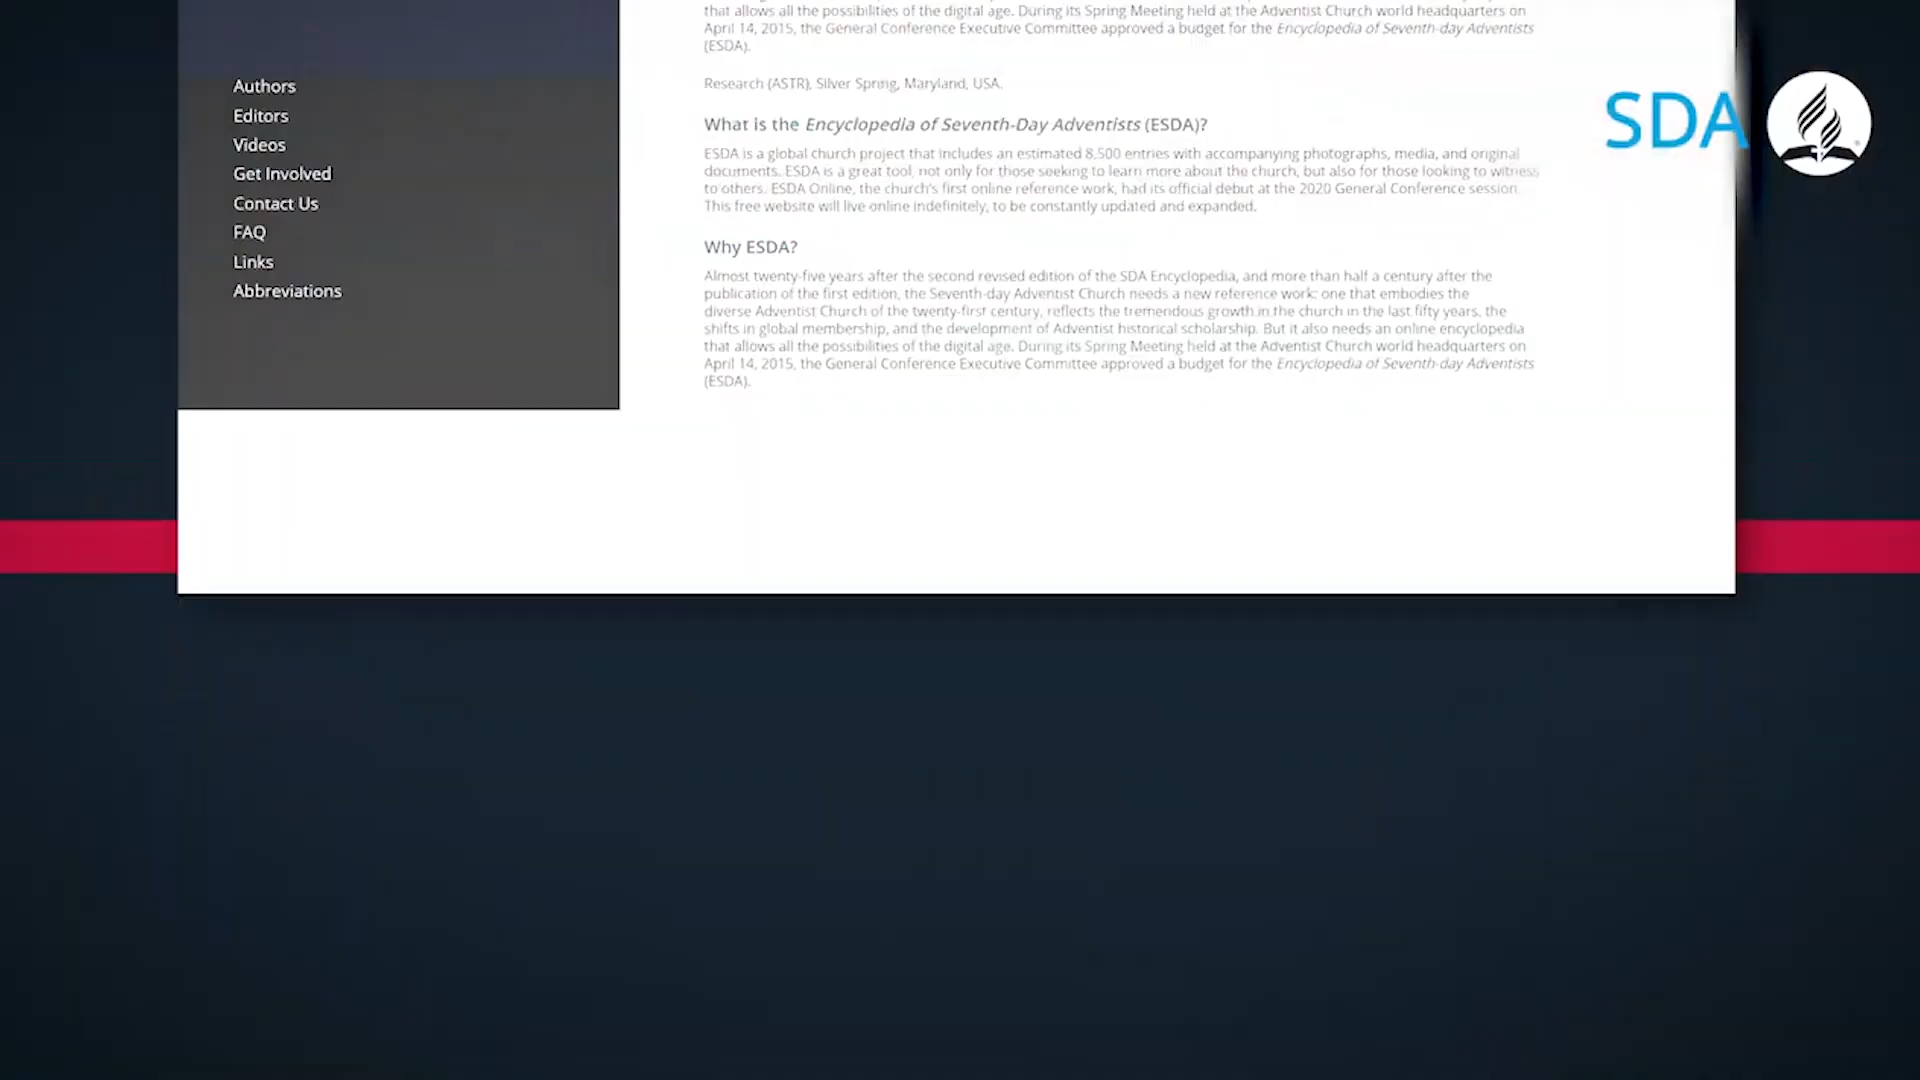 Authors
Editors
Videos
Get Involved
Contact Us
FAQ
Links
Abbreviations
that allows all the possibilities of the digital age. During its Spring Meeting held at the Adventist Church world headquarters on
April 14, 2015, the General Conference Executive Committee approved a budget for the Encyclopedia of Seventh-day Adventists
(ESDA).
Research (ASTR), Silver Spring, Maryland, USA.
What is the Encyclopedia of Seventh-Day Adventists (ESDA)?
ESDA is a global church project that includes an estimated 8,500 entries with accompanying photographs, media, and original
documents. ESDA is a great tool, not only for those seeking to learn more about the church, but also for those looking to witness
to others. ESDA Online, the church's first online reference work, had its official debut at the 2020 General Conference session.
This free website will live online indefinitely, to be constantly updated and expanded.
Why ESDA?
Almost twenty-five years after the second revised edition of the SDA Encyclopedia, and more than half a century after the
publication of the first edition, the Seventh-day Adventist Church needs a new reference work: one that embodies the
diverse Adventist Church of the twenty-first century, reflects the tremendous growth in the church in the last fifty years, the
shifts in global membership, and the development of Adventist historical scholarship. But it also needs an online encyclopedia
that allows all the possibilities of the digital age. During its Spring Meeting held at the Adventist Church world headquarters on
April 14, 2015, the General Conference Executive Committee approved a budget for the Encyclopedia of Seventh-day Adventists
(ESDA).
SDA